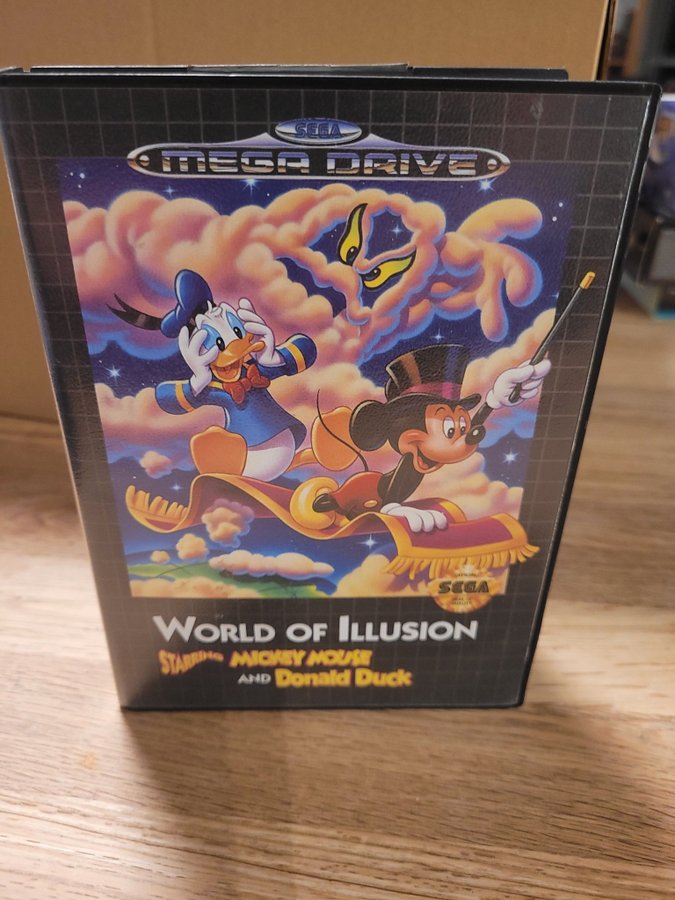 SEGA
MEGA DRIVE
SEGA
WORLD OF ILLUSION
STARRING MICKEY MOUSE
AND Donald Duck